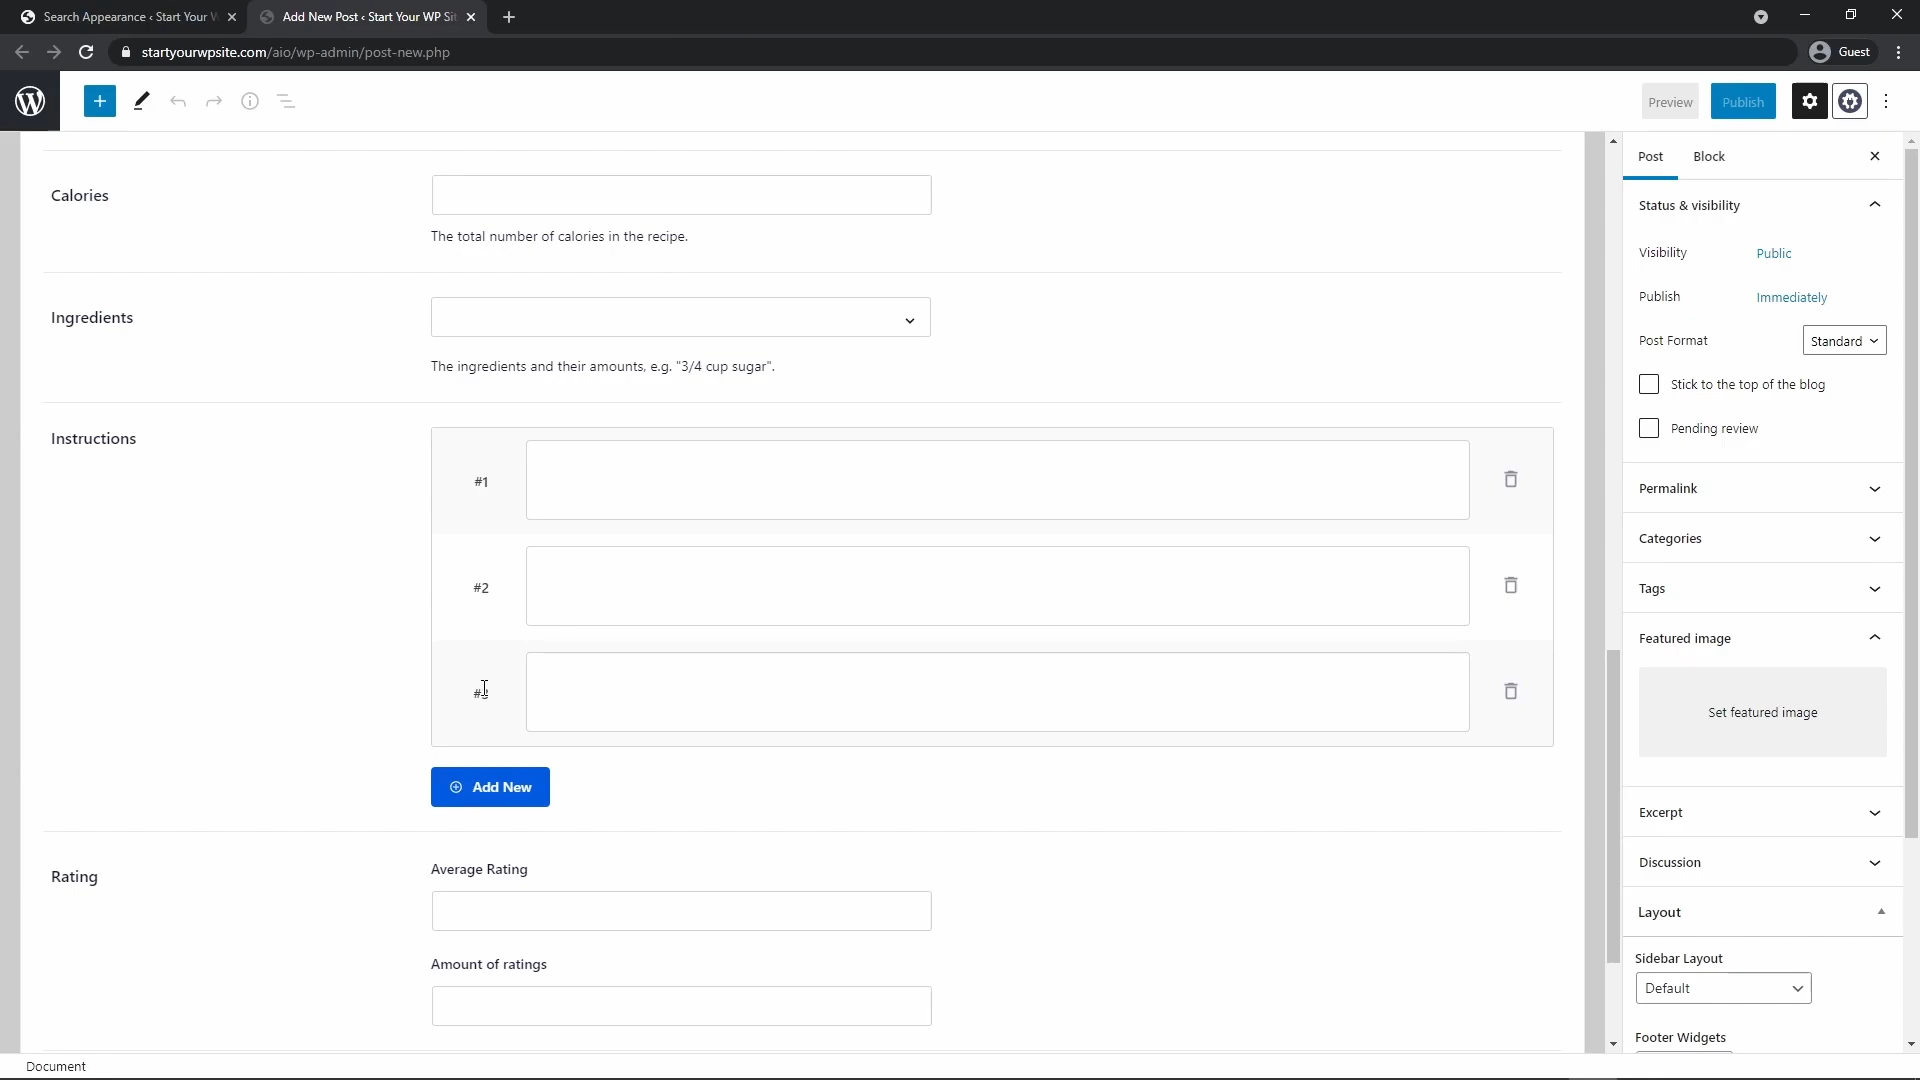 Search Appearance ‹ Start Your W
Add New Post ‹ Start Your WP Sit
startyourwpsite.com/aio/wp-admin/post-new.php
Guest
Preview
Publish
Calories
The total number of calories in the recipe.
Ingredients
The ingredients and their amounts, e.g. "3/4 cup sugar".
Instructions
#1
#2
#3
Add New
Rating
Average Rating
Amount of ratings
Post
Block
Status & visibility
Visibility
Public
Publish
Immediately
Post Format
Standard
Stick to the top of the blog
Pending review
Permalink
Categories
Tags
Featured image
Set featured image
Excerpt
Discussion
Layout
Sidebar Layout
Default
Footer Widgets
Document